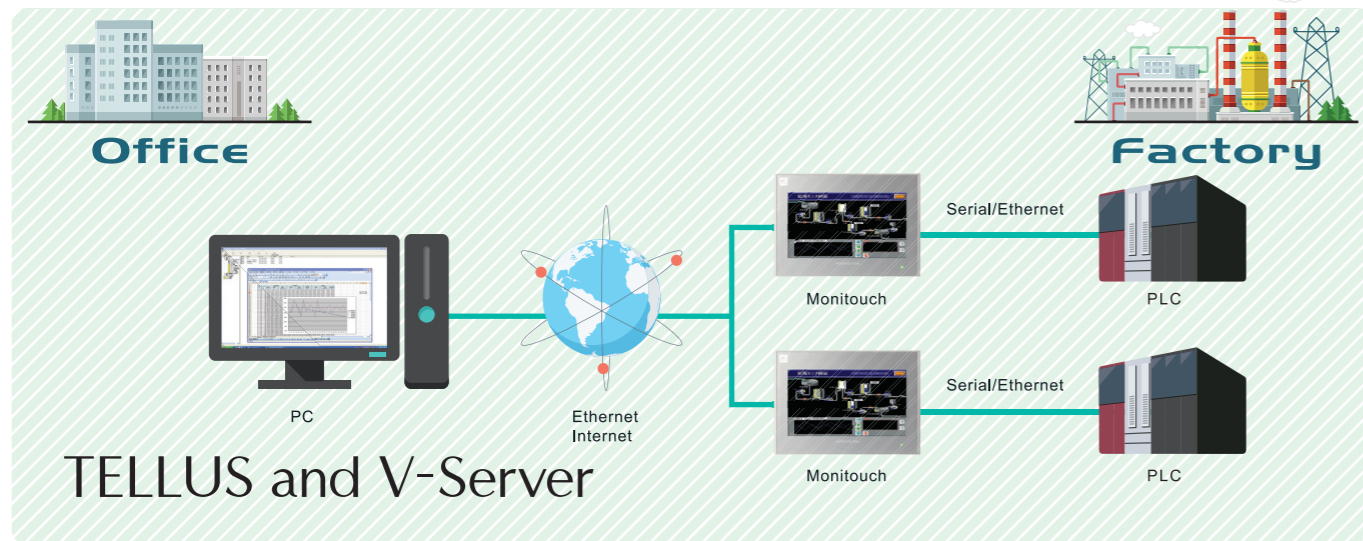 Office
Factory
Serial/Ethernet
Monitouch
PLC
PC
Ethernet
Internet
Serial/Ethernet
Monitouch
PLC
TELLUS and V-Server